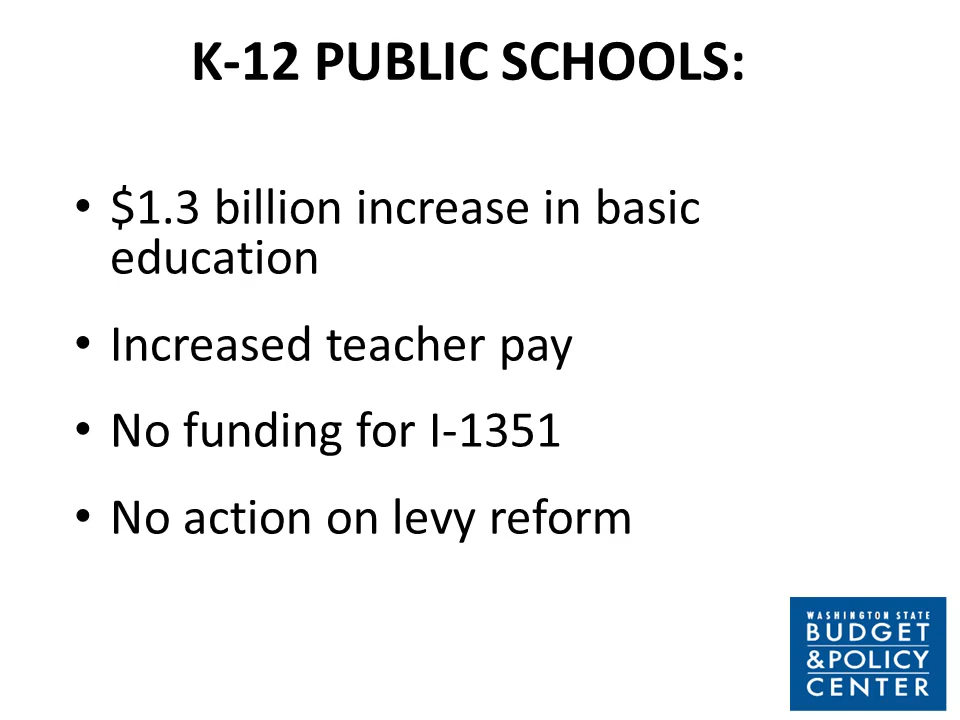 K-12 PUBLIC SCHOOLS:
• $1.3 billion increase in basic
education
• Increased teacher pay
• No funding for I-1351
• No action on levy reform
WASHINGTON STATE
BUDGET
&POLICY
CENTER